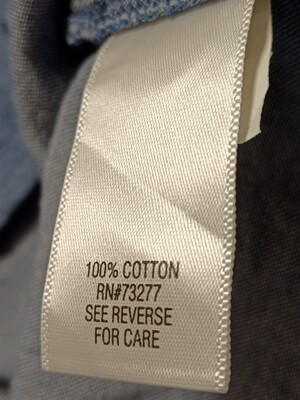 100% COTTON
RN#73277
SEE REVERSE
FOR CARE